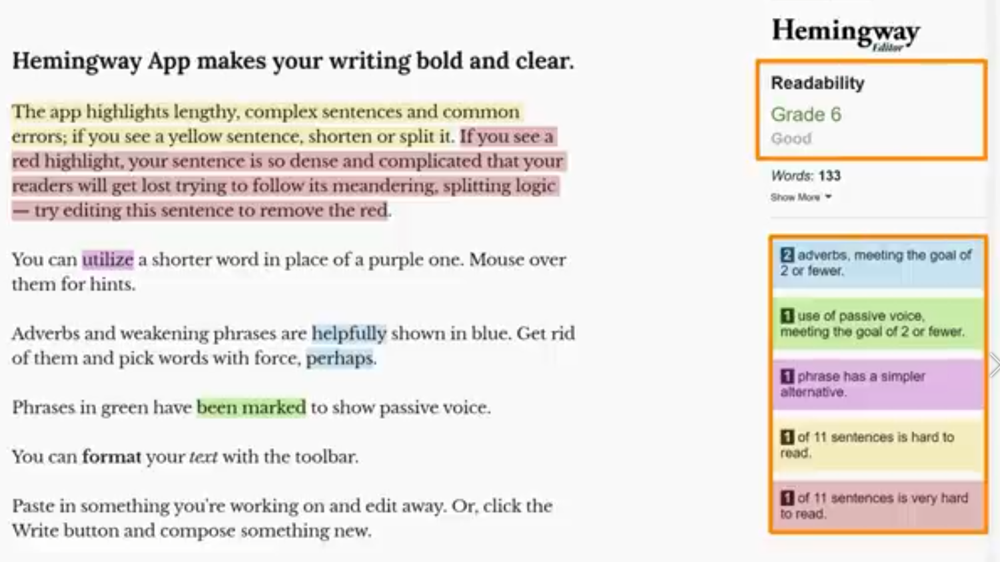 Hemingway App makes your writing bold and clear.
The app highlights lengthy, complex sentences and common
errors; if you see a yellow sentence, shorten or split it. If you see a
red highlight, your sentence is so dense and complicated that your
readers will get lost trying to follow its meandering, splitting logic
— try editing this sentence to remove the red.
You can utilize a shorter word in place of a purple one. Mouse over
them for hints.
Adverbs and weakening phrases are helpfully shown in blue. Get rid
of them and pick words with force, perhaps.
Phrases in green have been marked to show passive voice.
You can format your text with the toolbar.
Paste in something you're working on and edit away. Or, click the
Write button and compose something new.
Hemingway
Editor
Readability
Grade 6
Good
Words: 133
Show More
2 adverbs, meeting the goal of
2 or fewer.
1 use of passive voice,
meeting the goal of 2 or fewer.
1 phrase has a simpler
alternative.
1 of 11 sentences is hard to
read.
1 of 11 sentences is very hard
to read.